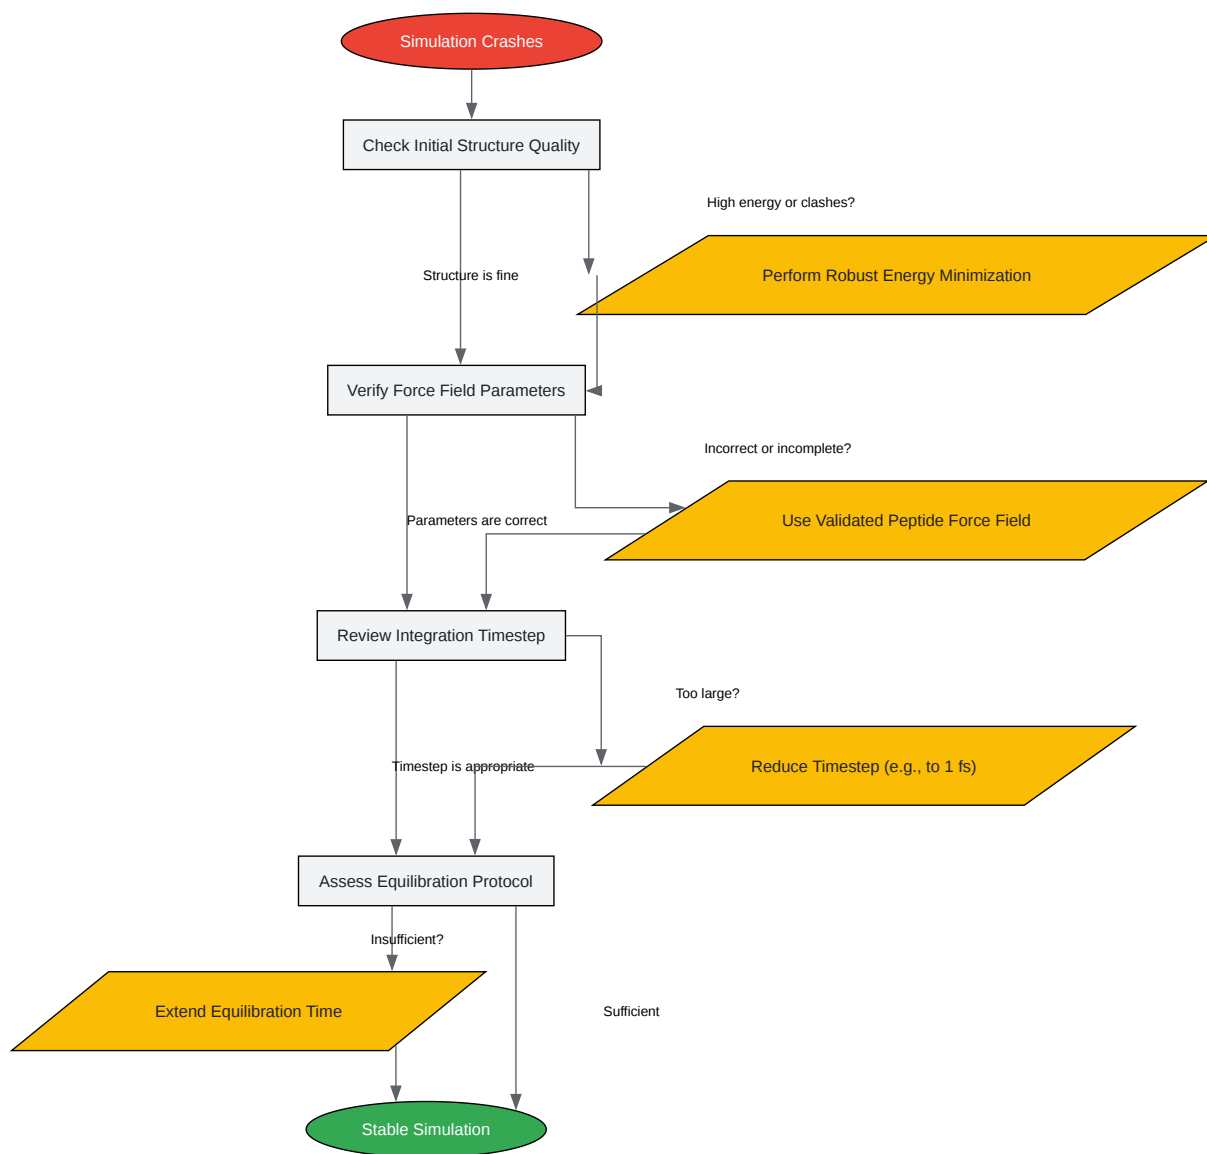 Simulation Crashes
Check Initial Structure Quality
High energy or clashes?
Structure is fine
Perform Robust Energy Minimization
Verify Force Field Parameters
Incorrect or incomplete?
Parameters are correct
Use Validated Peptide Force Field
Review Integration Timestep
Too large?
Timestep is appropriate
Reduce Timestep (e.g., to 1 fs)
Assess Equilibration Protocol
Insufficient?
Extend Equilibration Time
Sufficient
Stable Simulation